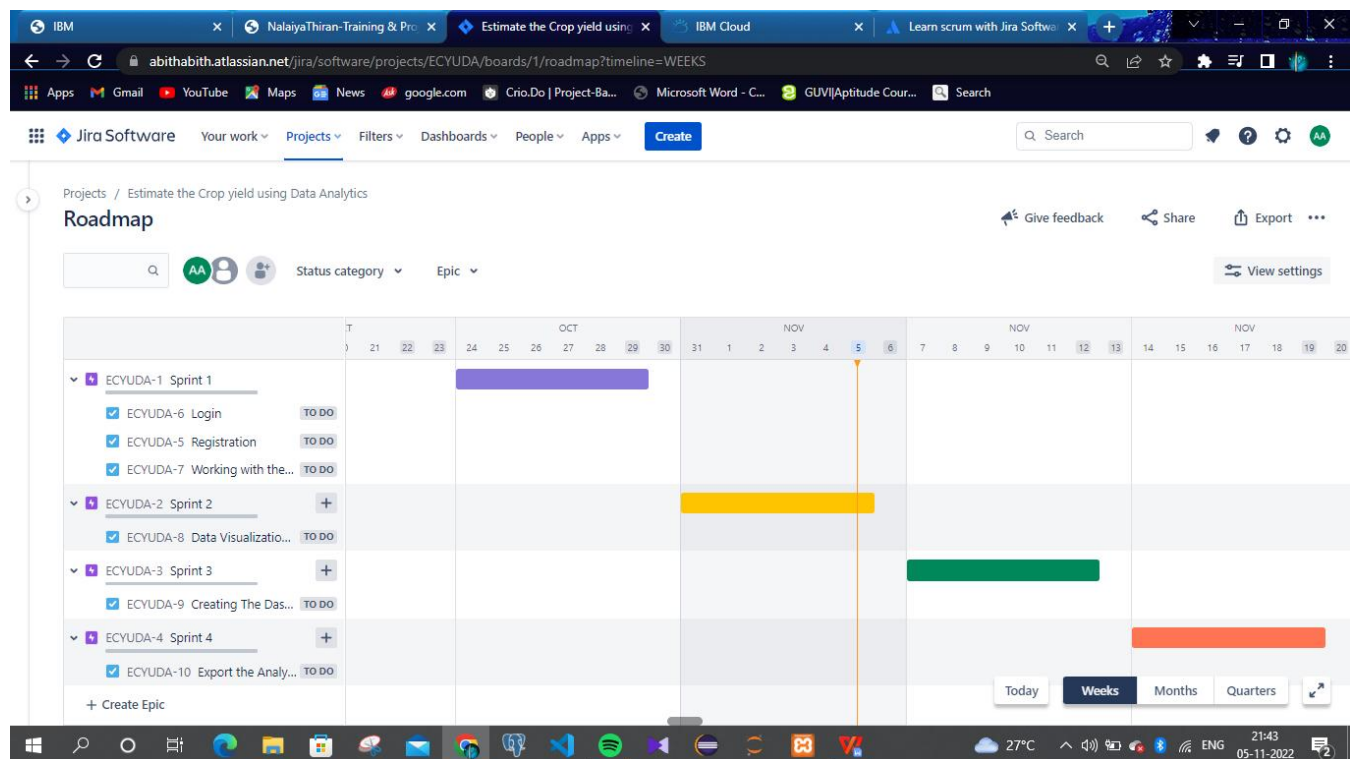 IBM NalaiyaThiran-Training & Pro Estimate the Crop yield using IBM Cloud Learn scrum with Jira Softwa
abithabith.atlassian.net/jira/software/projects/ECYUDA/boards/1/roadmap?timeline=WEEKS
Apps Gmail YouTube Maps News google.com Crio.Do | Project-Ba... Microsoft Word - C... GUVI|Aptitude Cour... Search
Jira Software Your work Projects Filters Dashboards People Apps Create Search AA
Projects / Estimate the Crop yield using Data Analytics
Roadmap Give feedback Share Export
AA Status category Epic View settings
T OCT NOV NOV NOV
21 22 23 24 25 26 27 28 29 30 31 1 2 3 4 5 6 7 8 9 10 11 12 13 14 15 16 17 18 19 20
ECYUDA-1 Sprint 1
ECYUDA-6 Login TO DO
ECYUDA-5 Registration TO DO
ECYUDA-7 Working with the... TO DO
ECYUDA-2 Sprint 2
ECYUDA-8 Data Visualizatio... TO DO
ECYUDA-3 Sprint 3
ECYUDA-9 Creating The Das... TO DO
ECYUDA-4 Sprint 4
ECYUDA-10 Export the Analy... TO DO
Today Weeks Months Quarters
+ Create Epic
27°C ENG 21:43
05-11-2022 2